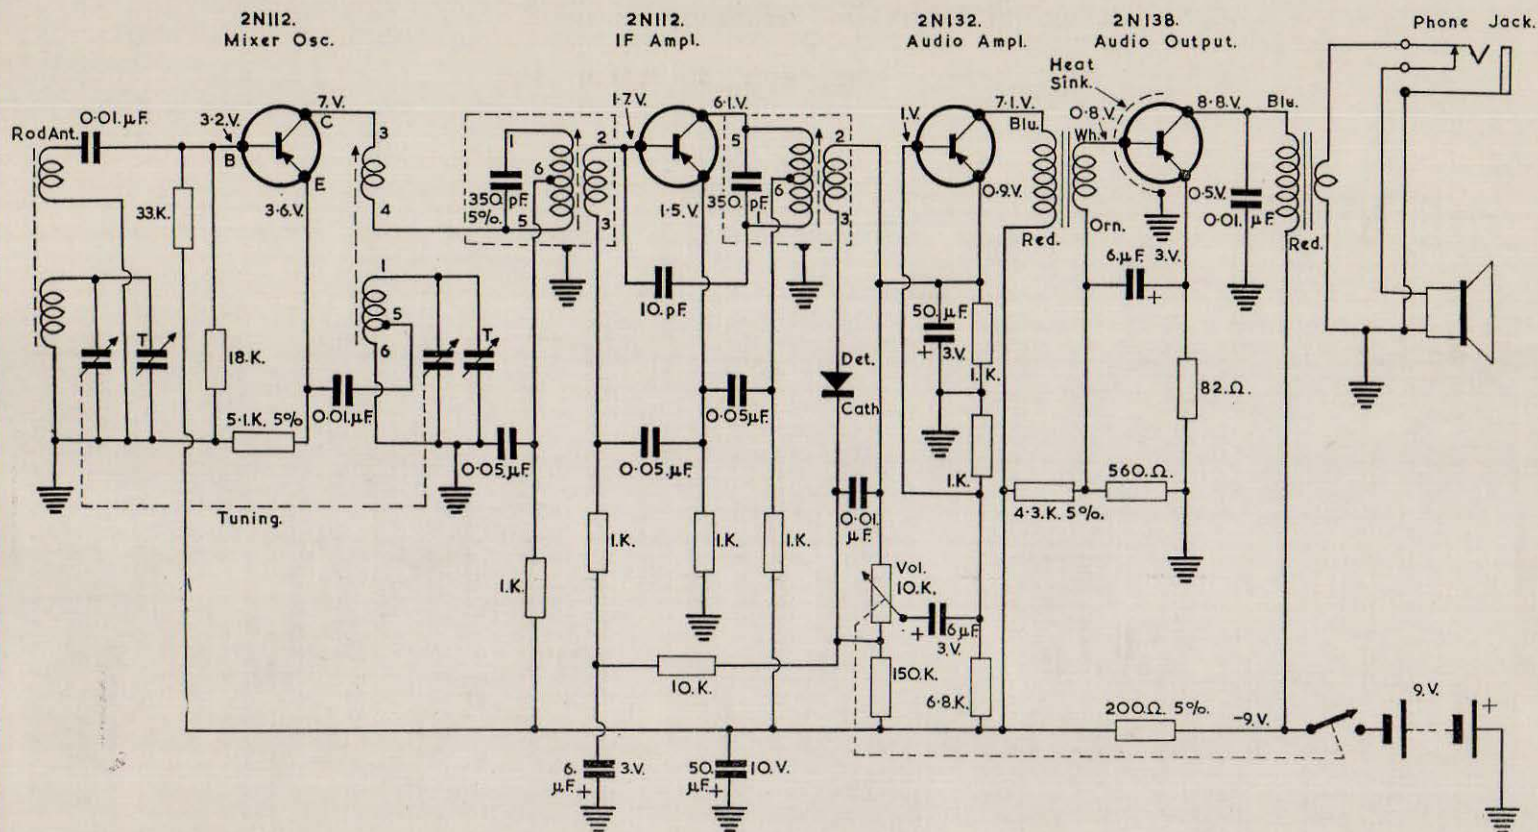 2N112.
Mixer Osc.
2N112.
IF Ampl.
2N132.
Audio Ampl.
2N138.
Audio Output.
Phone Jack.
Heat
Sink.
Rod Ant.
0·01.µF.
3·2.V.
B
7.V.
C
E
3·6.V.
33.K.
18.K.
5·1.K. 5%
0·01.µF.
T
Tuning.
3
4
1
5
6
T
0·05.µF.
1.K.
1
6
5
350.pF.
15%.
2
3
1·7.V.
6·1.V.
1·5.V.
10.pF.
0·05µF.
0·05.µF.
1.K.
1.K.
1.K.
10.K.
6.
µF.+
3.V.
50.
µF.+
10.V.
5
6
1
350.pF.
2
3
Det.
Cath
0·01.
µF.
Vol.
10.K.
+
6µF.
3.V.
150.K.
6·8.K.
1.V.
7·1.V.
Blu.
0·9.V.
Red.
50.µF.
+
3.V.
1.K.
1.K.
Wh.
0·8.V.
Orn.
6.µF. 3.V.
+
8·8.V.
Blu.
0·5.V.
0·01. µF.
Red.
82.Ω.
560.Ω.
4·3.K. 5%.
200.Ω. 5%.
-9.V.
9.V.
+